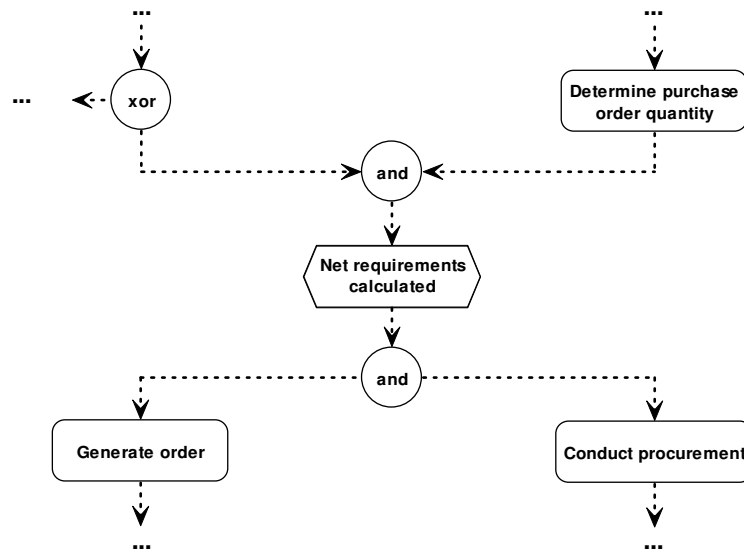 ...
...
...
xor
Determine purchase
order quantity
and
Net requirements
calculated
and
Generate order
Conduct procurement
...
...